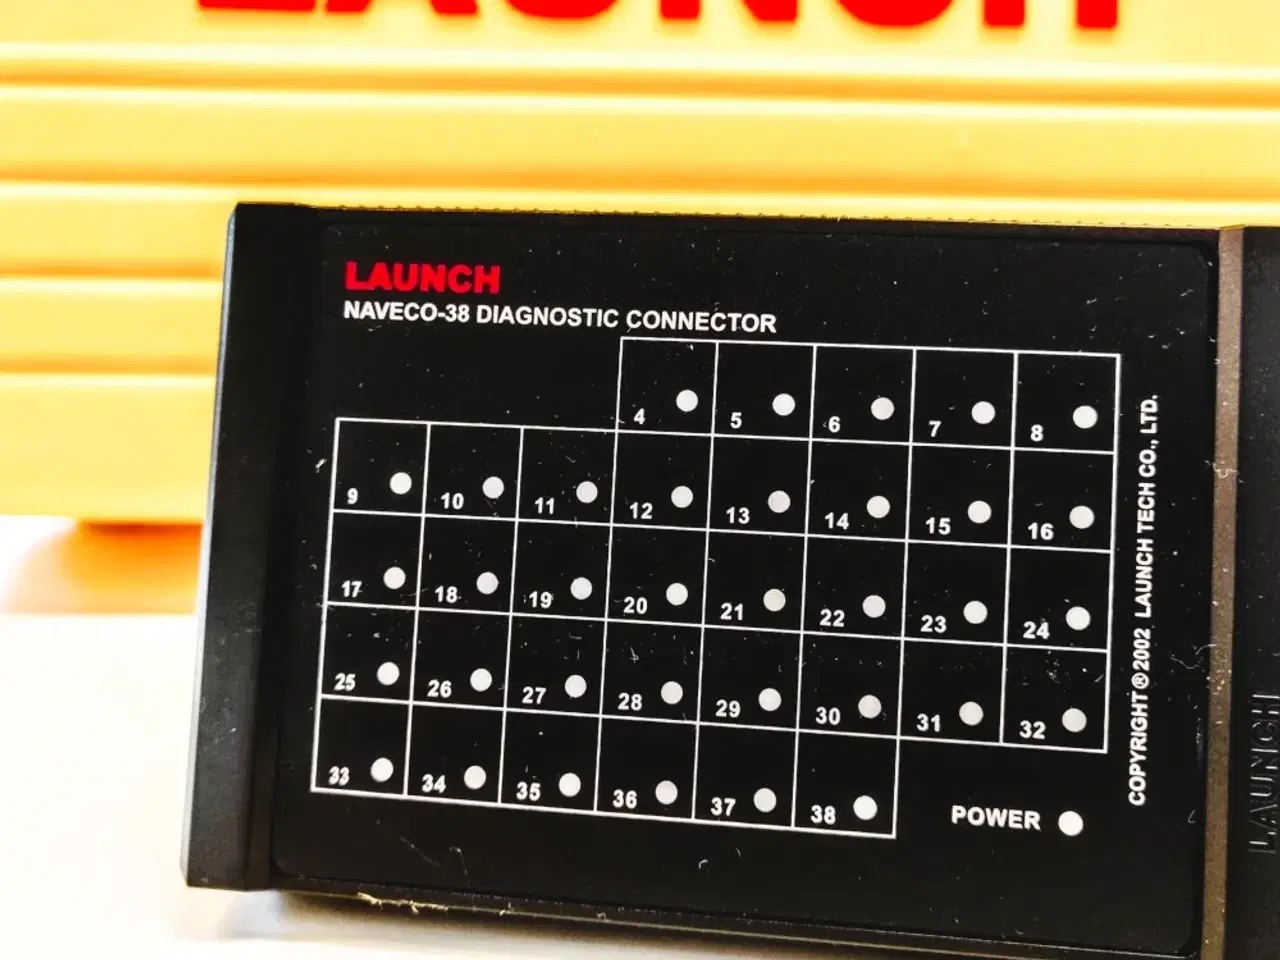 LAUNCH
LAUNCH
NAVECO-38 DIAGNOSTIC CONNECTOR
4 5 6 7 8
9 10 11 12 13 14 15 16
17 18 19 20 21 22 23 24
25 26 27 28 29 30 31 32
33 34 35 36 37 38
POWER
COPYRIGHT®2002 LAUNCH TECH CO., LTD.
LAUNCH